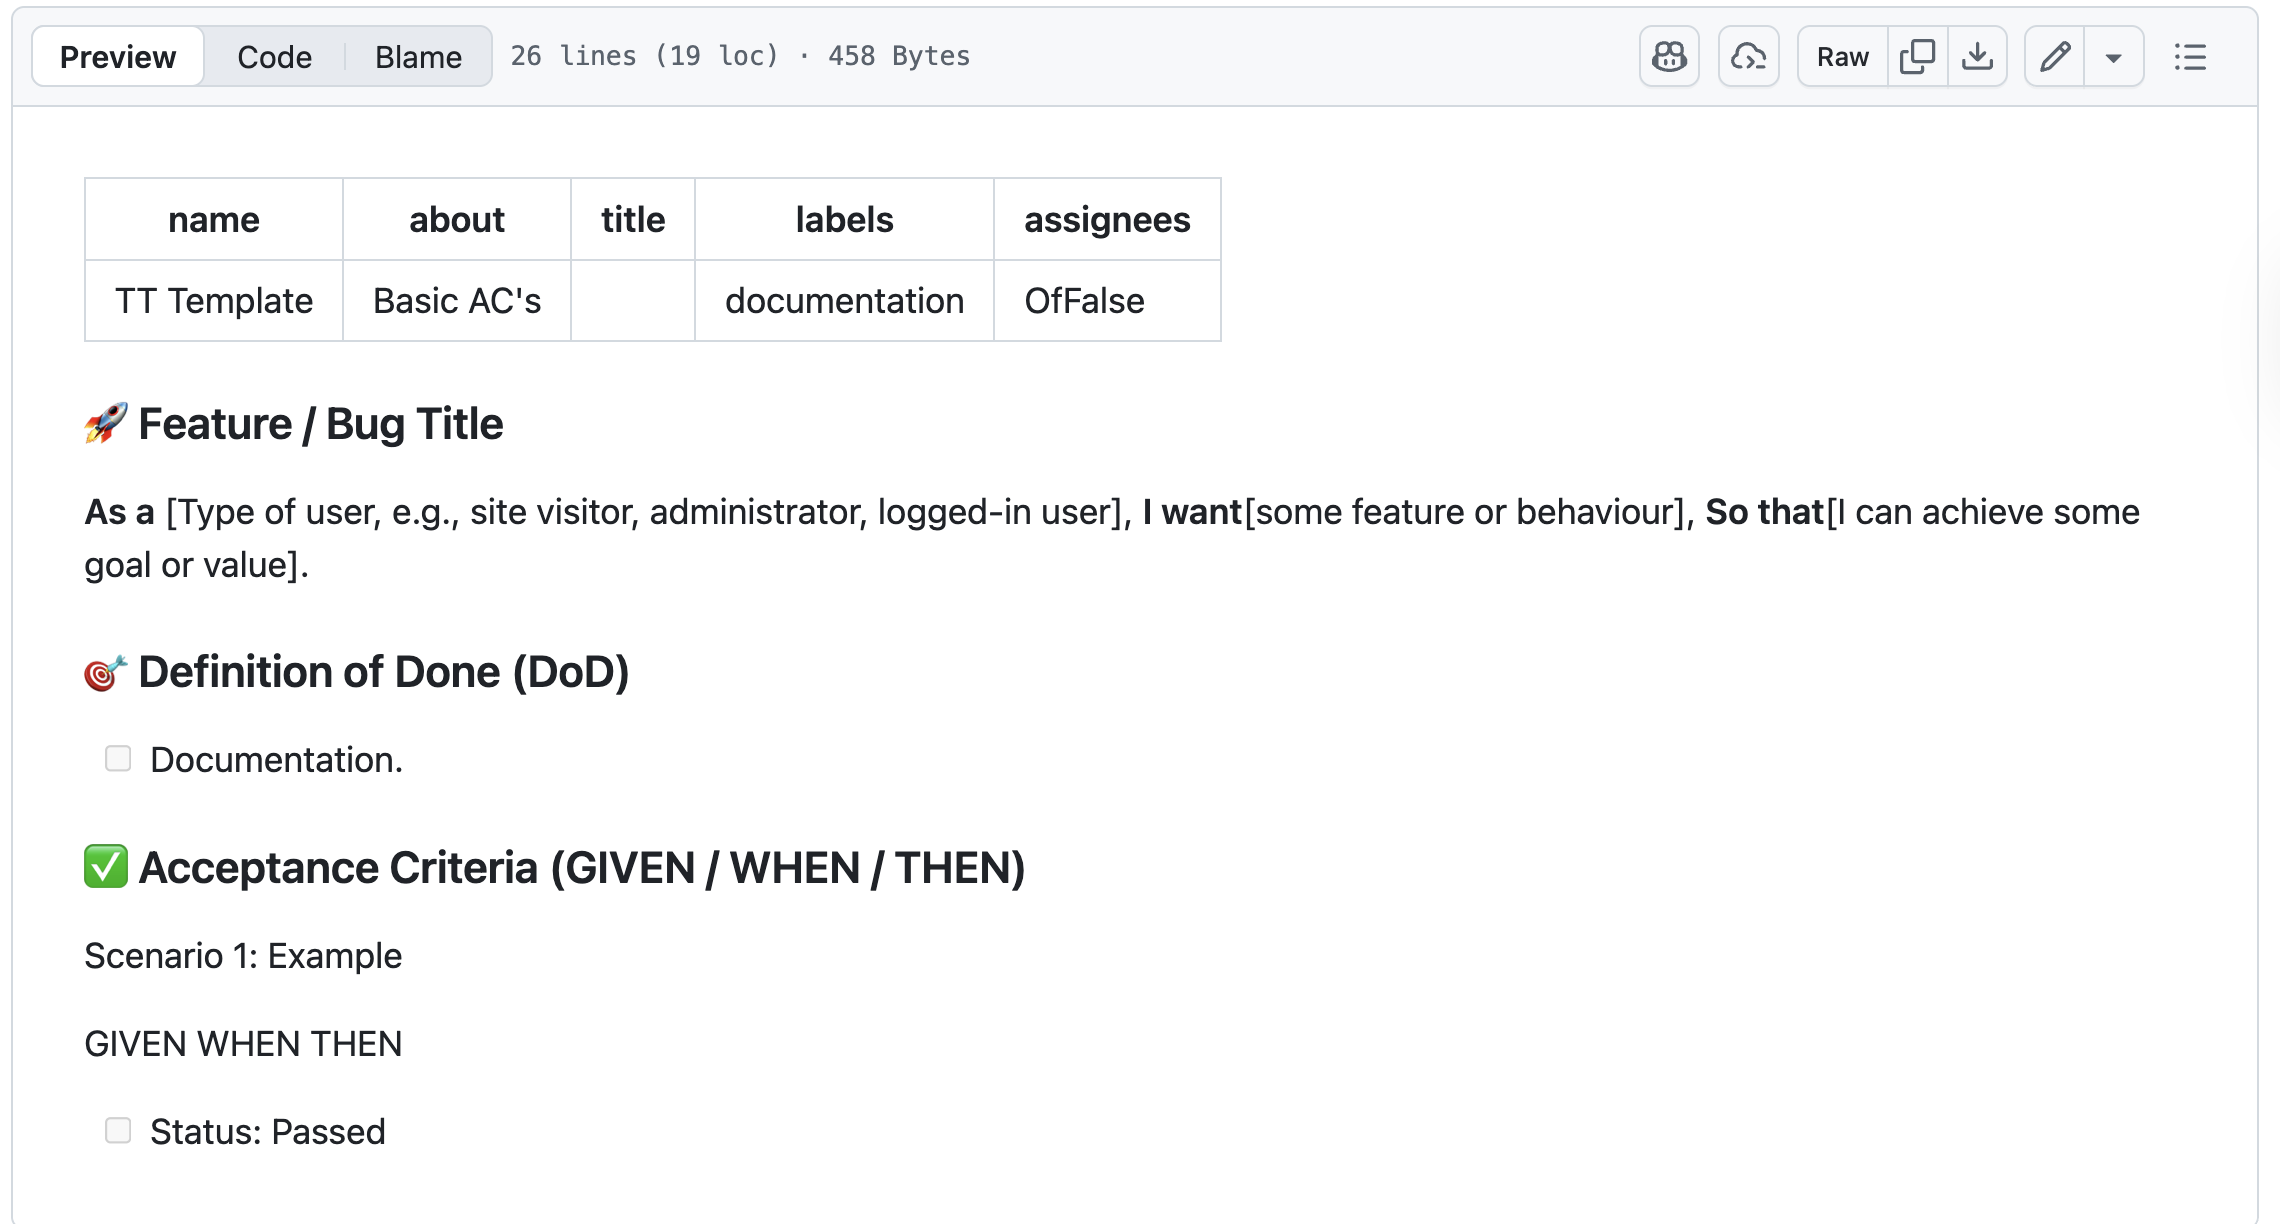 Preview Code Blame 26 lines (19 loc) · 458 Bytes Raw
name about title labels assignees
TT Template Basic AC's documentation OfFalse
🚀 Feature / Bug Title
As a [Type of user, e.g., site visitor, administrator, logged-in user], I want[some feature or behaviour], So that[I can achieve some
goal or value].
🎯 Definition of Done (DoD)
Documentation.
✅ Acceptance Criteria (GIVEN / WHEN / THEN)
Scenario 1: Example
GIVEN WHEN THEN
Status: Passed